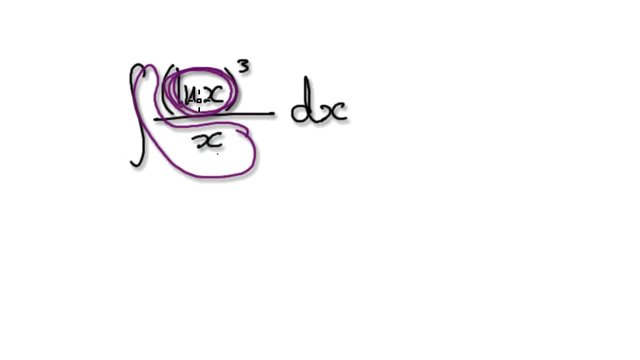 ∫ (ln x)³ / x dx